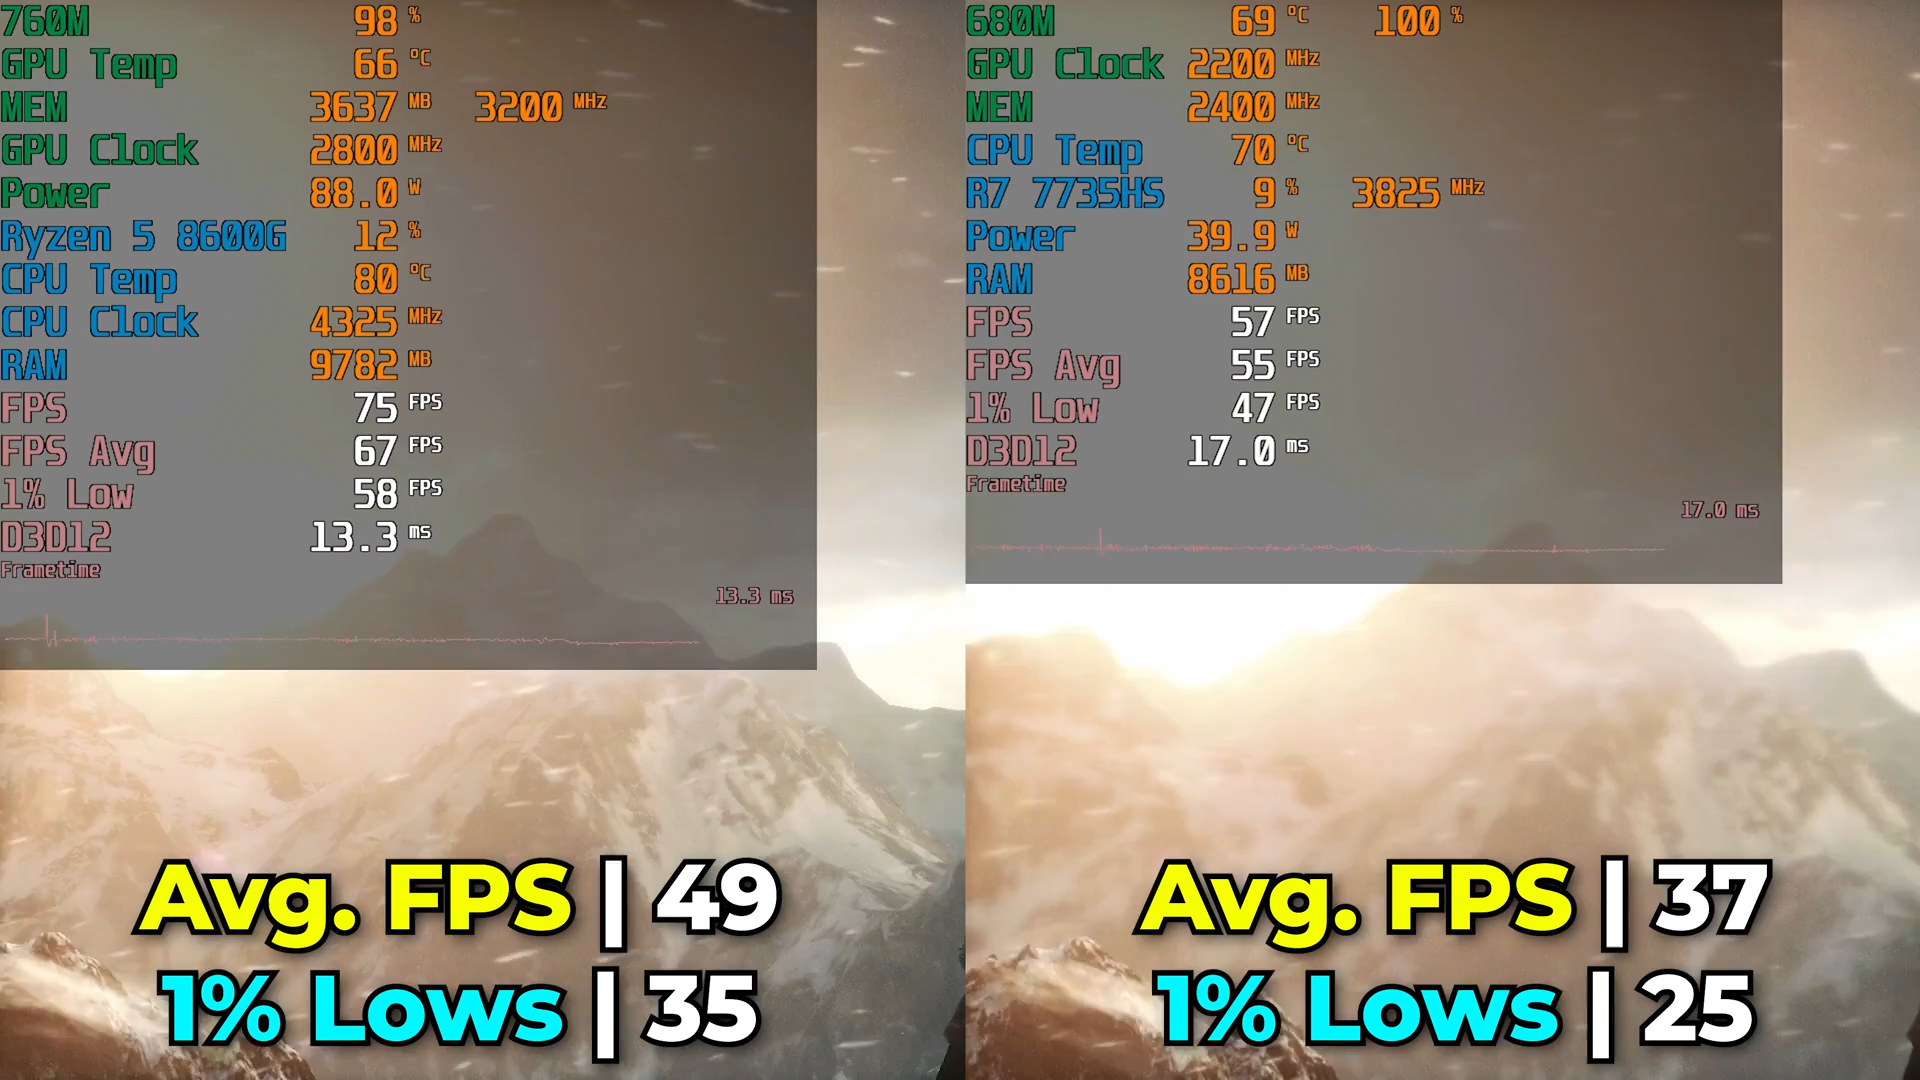 760M 98 %
GPU Temp 66 °C
MEM 3637 MB 3200 MHz
GPU Clock 2800 MHz
Power 88.0 W
Ryzen 5 8600G 12 %
CPU Temp 80 °C
CPU Clock 4325 MHz
RAM 9782 MB
FPS 75 FPS
FPS Avg 67 FPS
1% Low 58 FPS
D3D12 13.3 ms
Frametime
13.3 ms
Avg. FPS | 49
1% Lows | 35
680M 69 °C 100 %
GPU Clock 2200 MHz
MEM 2400 MHz
CPU Temp 70 °C
R7 7735HS 9 % 3825 MHz
Power 39.9 W
RAM 8616 MB
FPS 57 FPS
FPS Avg 55 FPS
1% Low 47 FPS
D3D12 17.0 ms
Frametime
17.0 ms
Avg. FPS | 37
1% Lows | 25